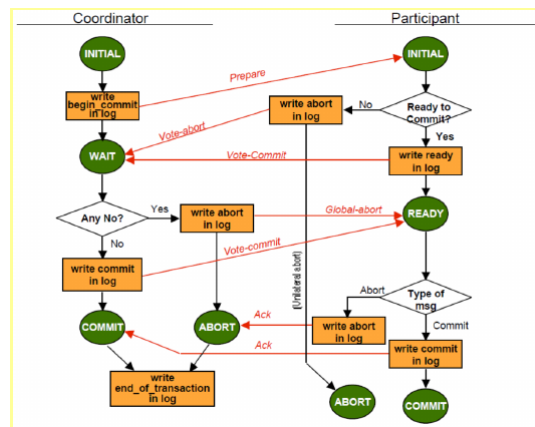 Coordinator
Participant
INITIAL
INITIAL
Prepare
write
begin_commit
in log
write abort
in log
No
Ready to
Commit?
Vote-abort
Yes
WAIT
Vote-Commit
write ready
in log
Any No?
Yes
write abort
in log
Global-abort
READY
No
write commit
in log
Vote-commit
(Unilateral abort)
Abort
Type of
msg
Commit
COMMIT
ABORT
Ack
write abort
in log
Ack
write commit
in log
write
end_of_transaction
in log
ABORT
COMMIT